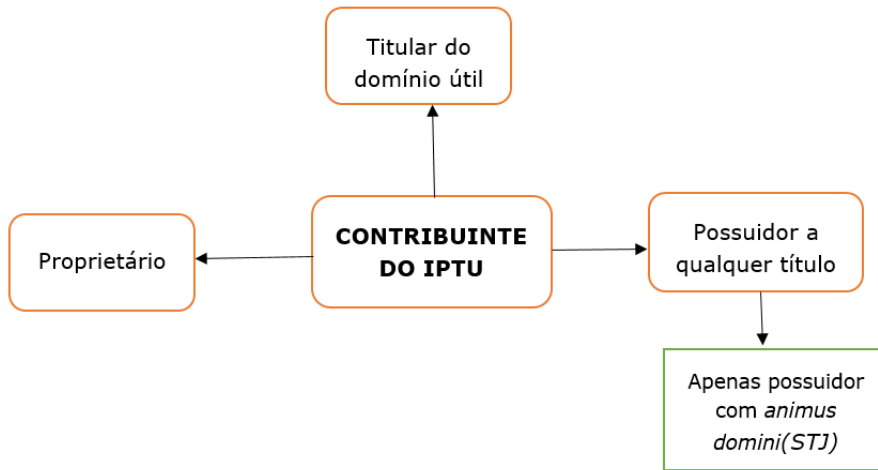 Titular do
domínio útil
Proprietário
CONTRIBUINTE
DO IPTU
Possuidor a
qualquer título
Apenas possuidor
com animus
domini(STJ)